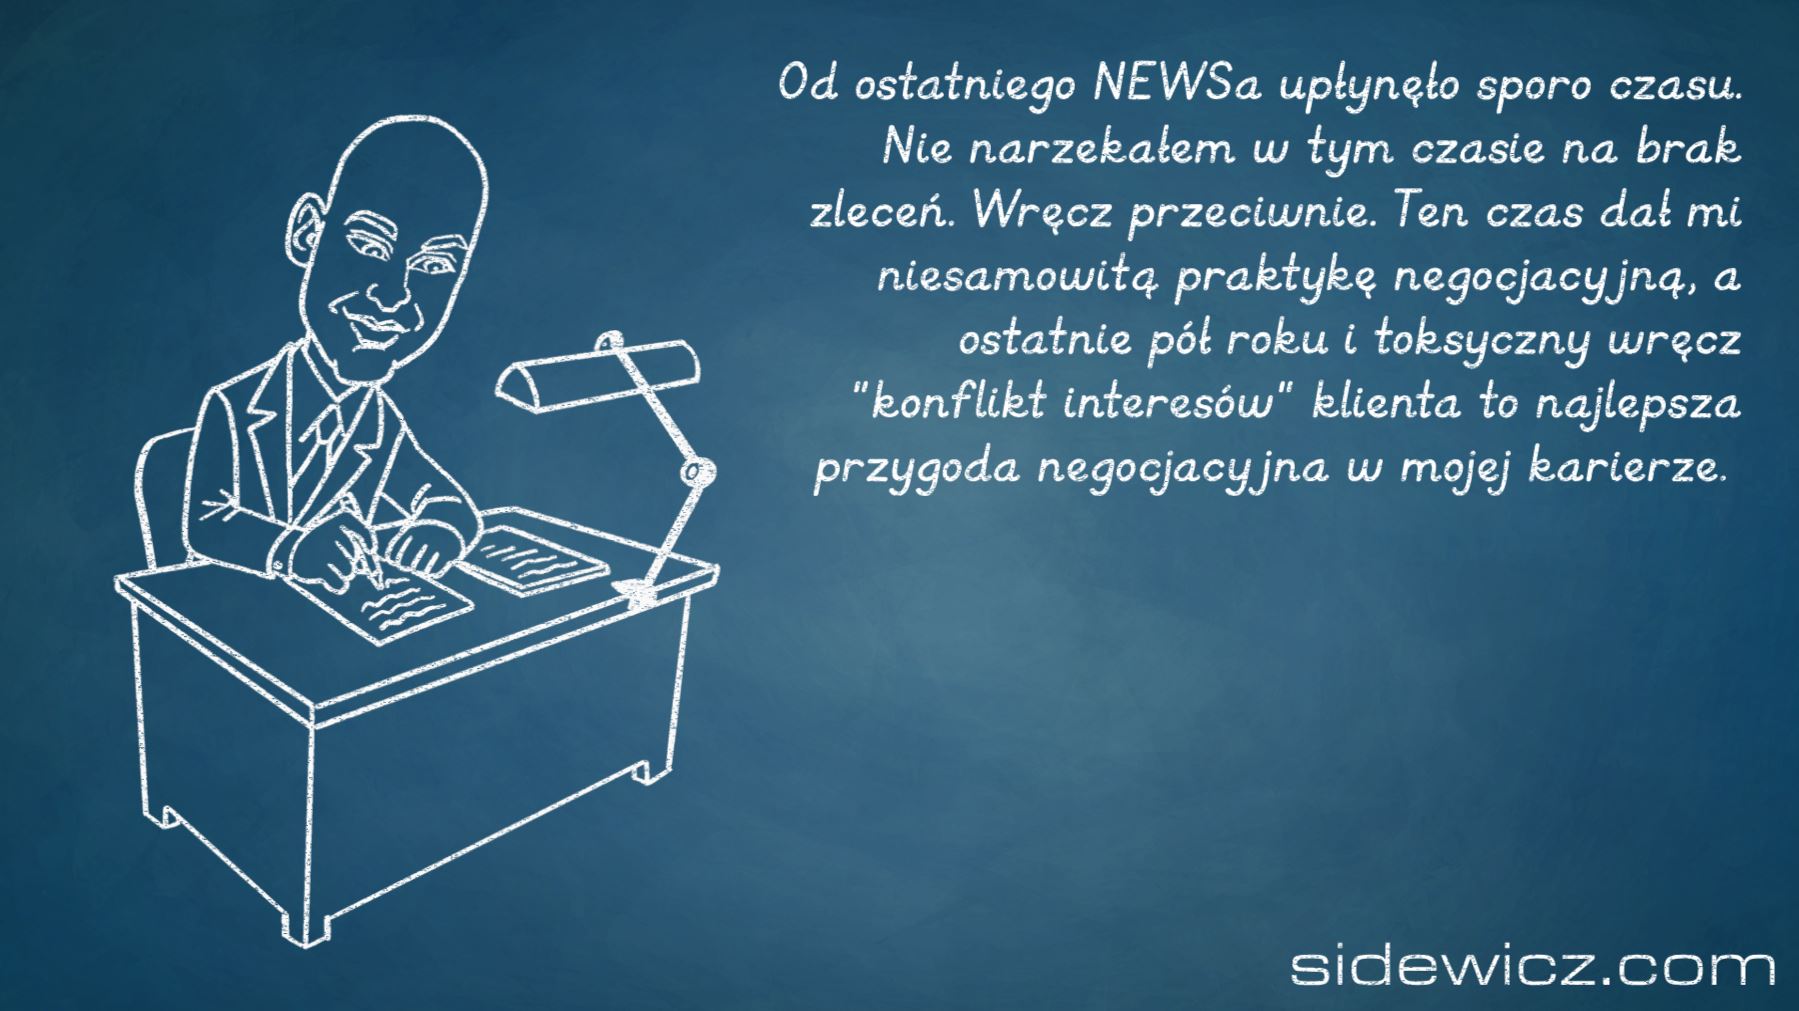 Od ostatniego NEWSa upłynęło sporo czasu.
Nie narzekałem w tym czasie na brak
zleceń. Wręcz przeciwnie. Ten czas dał mi
niesamowitą praktykę negocjacyjną, a
ostatnie pół roku i toksyczny wręcz
"konflikt interesów" klienta to najlepsza
przygoda negocjacyjna w mojej karierze.
sidewicz.com